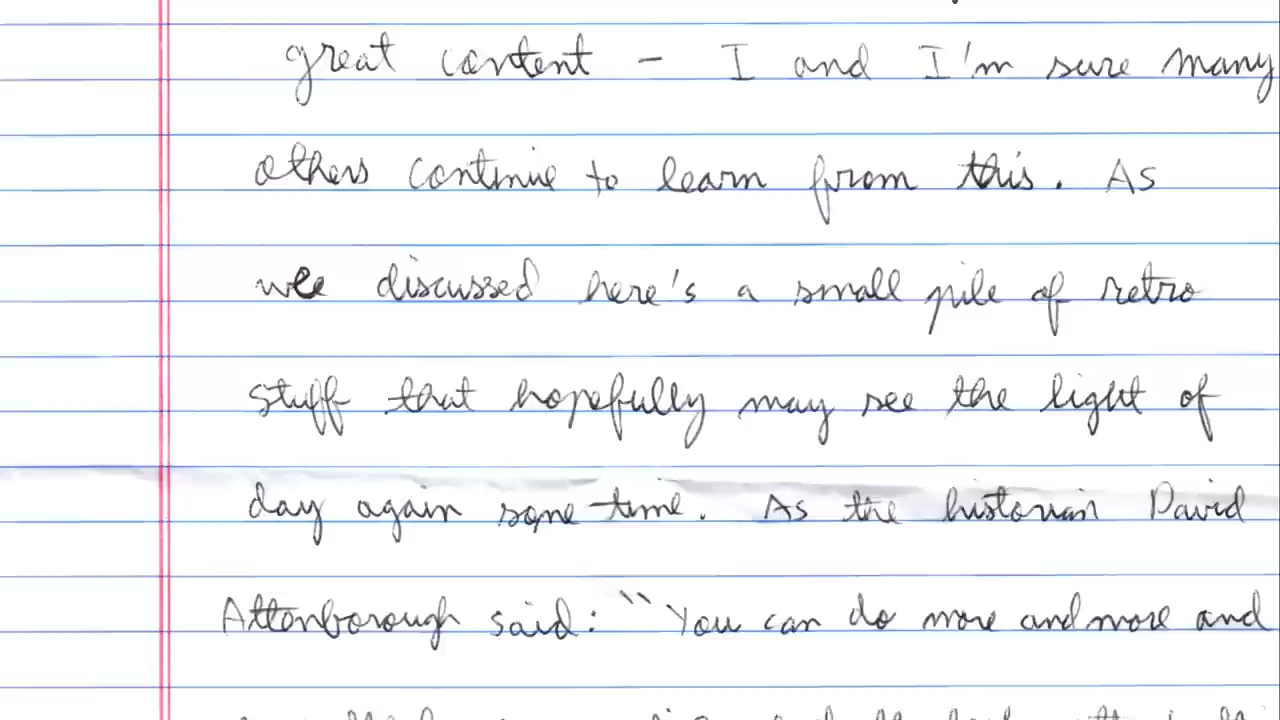 great content - I and I'm sure many
others continue to learn from this. As
we discussed here's a small pile of retro
stuff that hopefully may see the light of
day again some-time. As the historian David
Attenborough said: "You can do more and more and